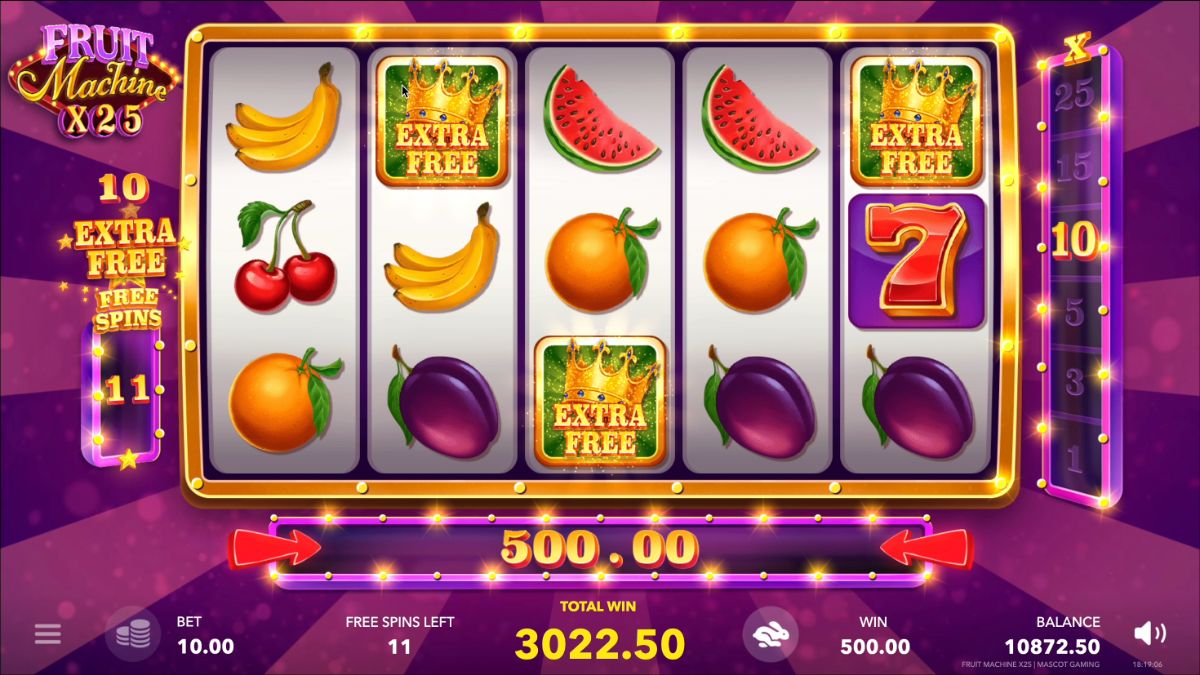 FRUIT
Machine
X25
10
EXTRA
FREE
FREE
SPINS
11
EXTRA
FREE
EXTRA
FREE
7
EXTRA
FREE
X
25
15
10
5
3
1
500.00
BET
10.00
FREE SPINS LEFT
11
TOTAL WIN
3022.50
WIN
500.00
BALANCE
10872.50
FRUIT MACHINE X25 | MASCOT GAMING
18:19:06